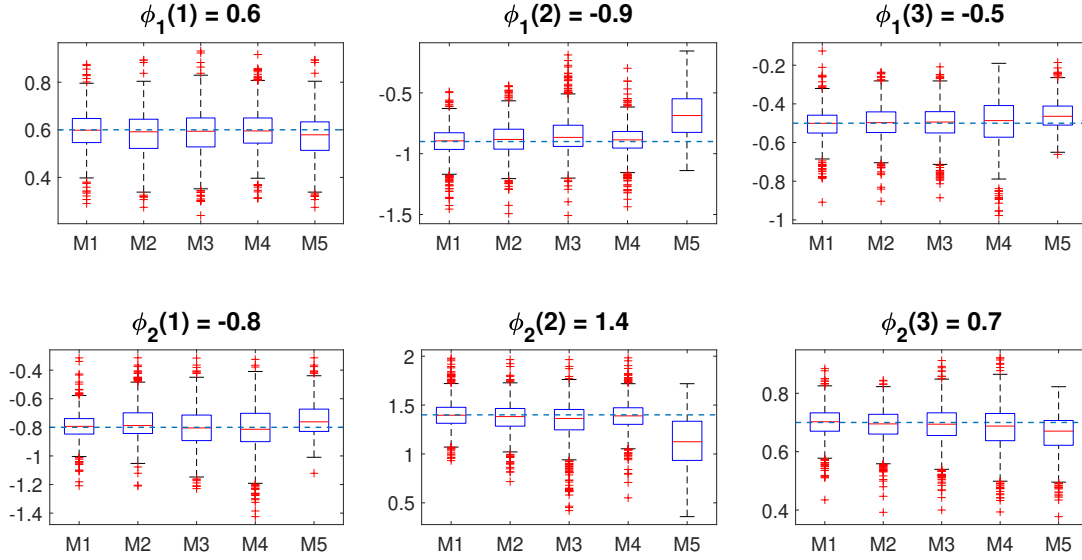 ϕ₁(1) = 0.6
0.8
0.6
0.4
M1 M2 M3 M4 M5
ϕ₁(2) = -0.9
-0.5
-1
-1.5
M1 M2 M3 M4 M5
ϕ₁(3) = -0.5
-0.2
-0.4
-0.6
-0.8
-1
M1 M2 M3 M4 M5
ϕ₂(1) = -0.8
-0.4
-0.6
-0.8
-1
-1.2
-1.4
M1 M2 M3 M4 M5
ϕ₂(2) = 1.4
2
1.5
1
0.5
M1 M2 M3 M4 M5
ϕ₂(3) = 0.7
0.8
0.6
0.4
M1 M2 M3 M4 M5